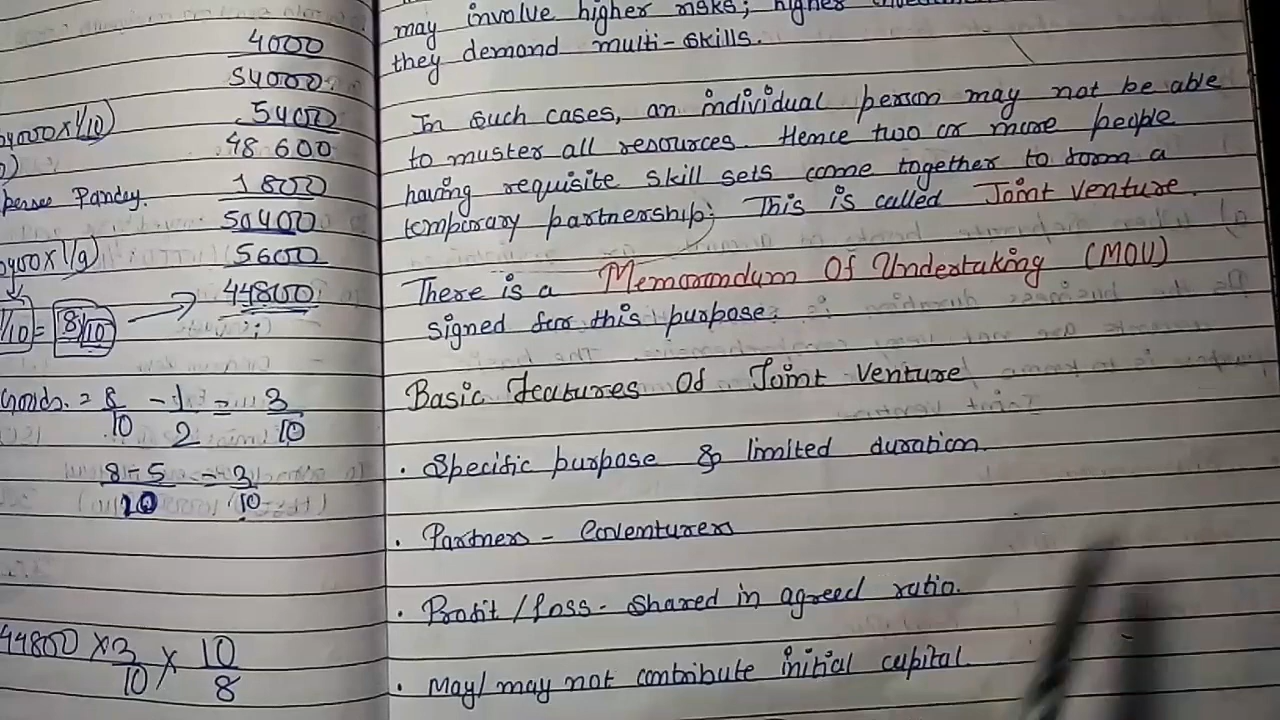 4000
54000
5400
48600
1800
Pandey.
50400
5600
44800
8/10
= 8/10 - 1/2 = 3/10
8-5/10 = 3/10
44800 x 3/10 x 10/8
may involve higher risks; higher
they demand multi-skills.
In such cases, an individual person may not be able
to muster all resources. Hence two or more people
having requisite skill sets come together to form a
temporary partnership; This is called Joint Venture.
There is a Memorandum Of Undertaking (MOU)
signed for this purpose.
Basic features Of Joint Venture
. Specific purpose & limited duration.
. Partners - Coventurers
. Profit/Loss - Shared in agreed ratio.
. May/may not contribute initial capital.